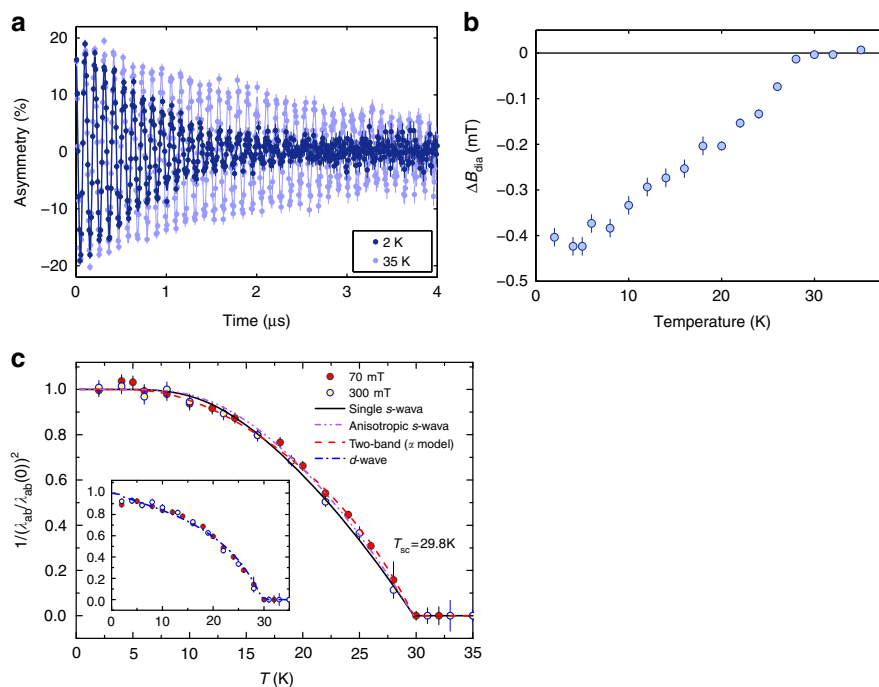 a
20
10
0
−10
−20
Asymmetry (%)
2 K
35 K
0
1
2
3
4
Time (μs)
b
0
−0.1
−0.2
−0.3
−0.4
−0.5
ΔB_dia (mT)
0
10
20
30
Temperature (K)
c
1.0
0.8
0.6
0.4
0.2
0.0
1/(λ_ab/λ_ab(0))²
70 mT
300 mT
Single s-wava
Anisotropic s-wava
Two-band (α model)
d-wave
T_sc=29.8K
1.0
0.8
0.6
0.4
0.2
0.0
0
10
20
30
0
5
10
15
20
25
30
35
T (K)